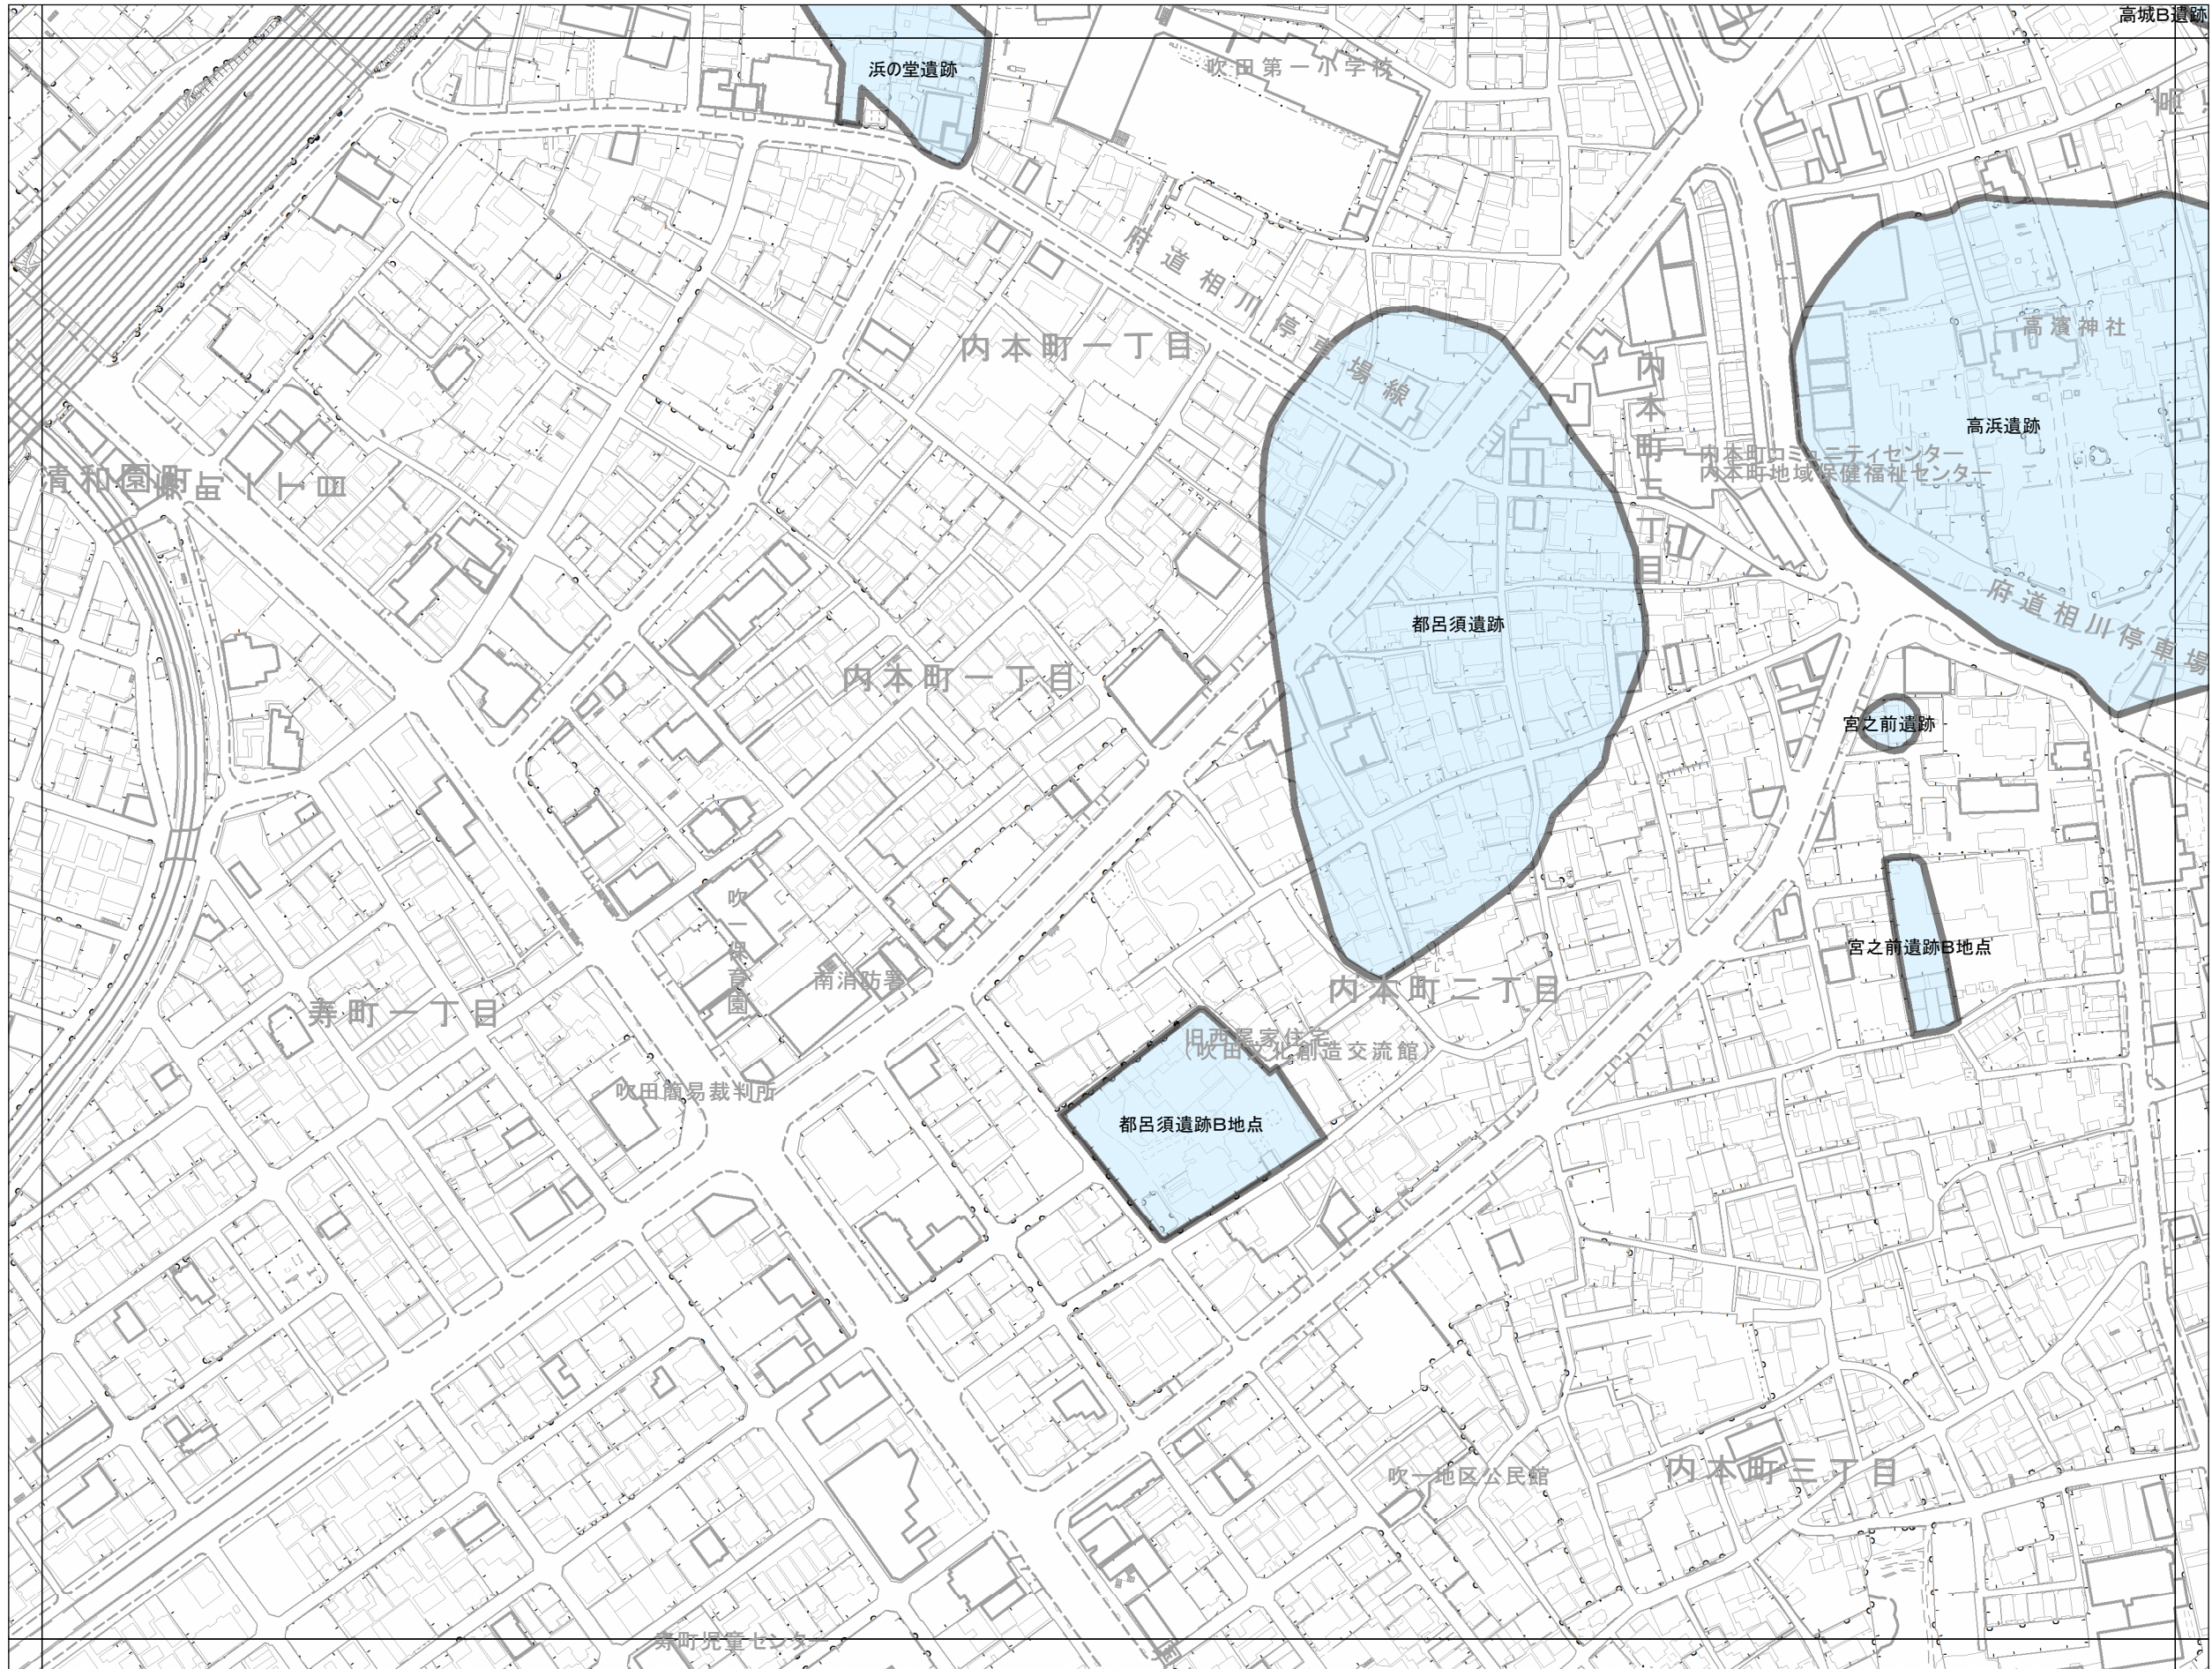 高城B遺跡
浜の堂遺跡
吹田第一小学校
府道相川停車場線
内本町一丁目
高濱神社
内本町二丁目
高浜遺跡
内本町コミュニティセンター
内本町地域保健福祉センター
清和園町
府道相川停車場
都呂須遺跡
内本町一丁目
宮之前遺跡
吹一保育園
南消防署
宮之前遺跡B地点
内本町二丁目
寿町一丁目
旧西尾家住宅
(吹田文化創造交流館)
吹田簡易裁判所
都呂須遺跡B地点
吹一地区公民館
内本町三丁目
寿町児童センター